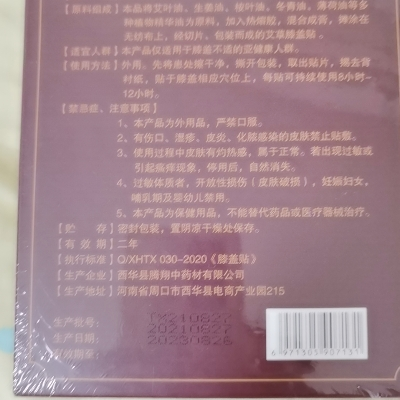 【原料组成】本品将艾叶油、生姜油、桉叶油、冬青油、薄荷油等多
种植物精华油为原料，加入热熔胶，混合成膏，摊涂在
无纺布上，经切片、包装而成的艾草膝盖贴。
【适宜人群】本产品仅适用于膝盖不适的亚健康人群。
【使用方法】外用。先将患处擦干净，撕开包装，取出贴片，揭去背
衬纸，贴于膝盖相应穴位上，每贴可持续使用8小时-
12小时。
【禁忌症、注意事项】
1、本产品为外用品，严禁口服。
2、有伤口、湿疹、皮炎、化脓感染的皮肤禁止贴敷。
3、使用过程中皮肤有灼热感，属于正常。若出现过敏或
引起瘙痒现象，停用后，自然消失。
4、过敏体质者，开放性损伤（皮肤破损），妊娠妇女，
哺乳期及婴幼儿禁用。
5、本产品为保健用品，不能替代药品或医疗器械治疗。
【贮 存】密封包装，置阴凉干燥处保存。
【有 效 期】二年
【执行标准】Q/XHTX 030-2020《膝盖贴》
【生产企业】西华县腾翔中药材有限公司
【生产地址】河南省周口市西华县电商产业园215
生产批号： TX210827
生产日期： 20210827
有效期至： 20230826
6 971303 907131